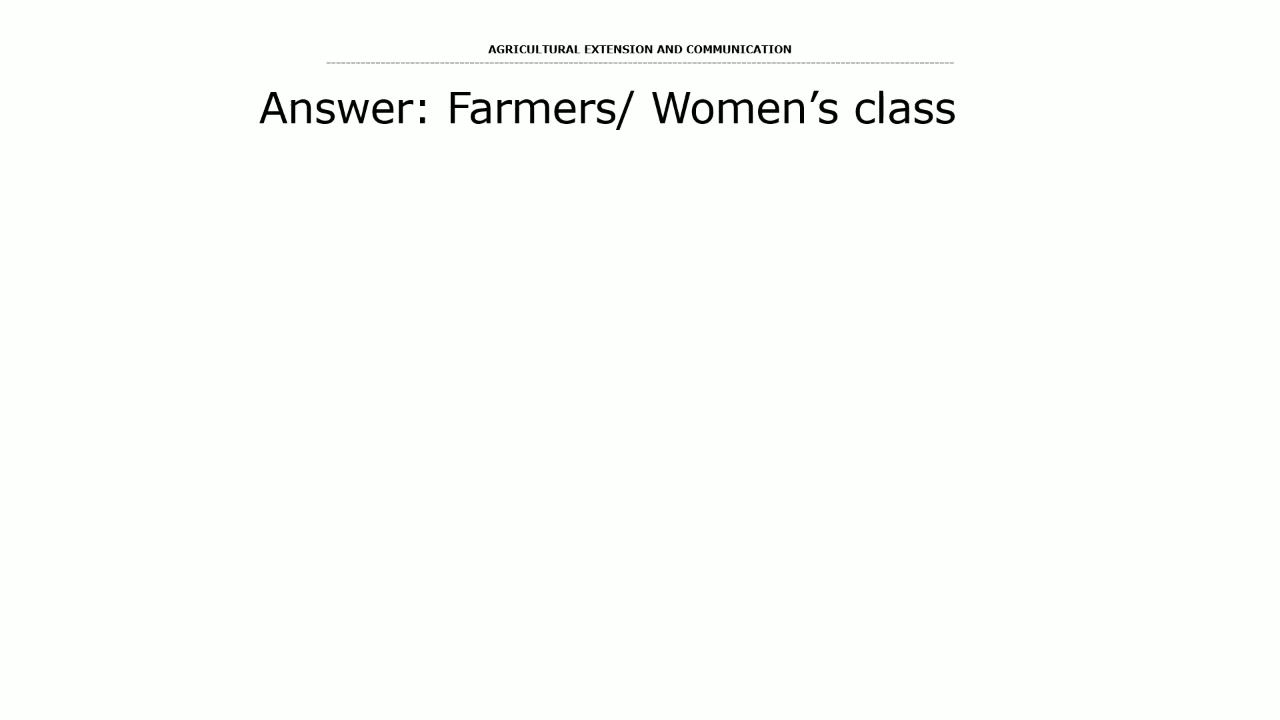 AGRICULTURAL EXTENSION AND COMMUNICATION
Answer: Farmers/ Women’s class